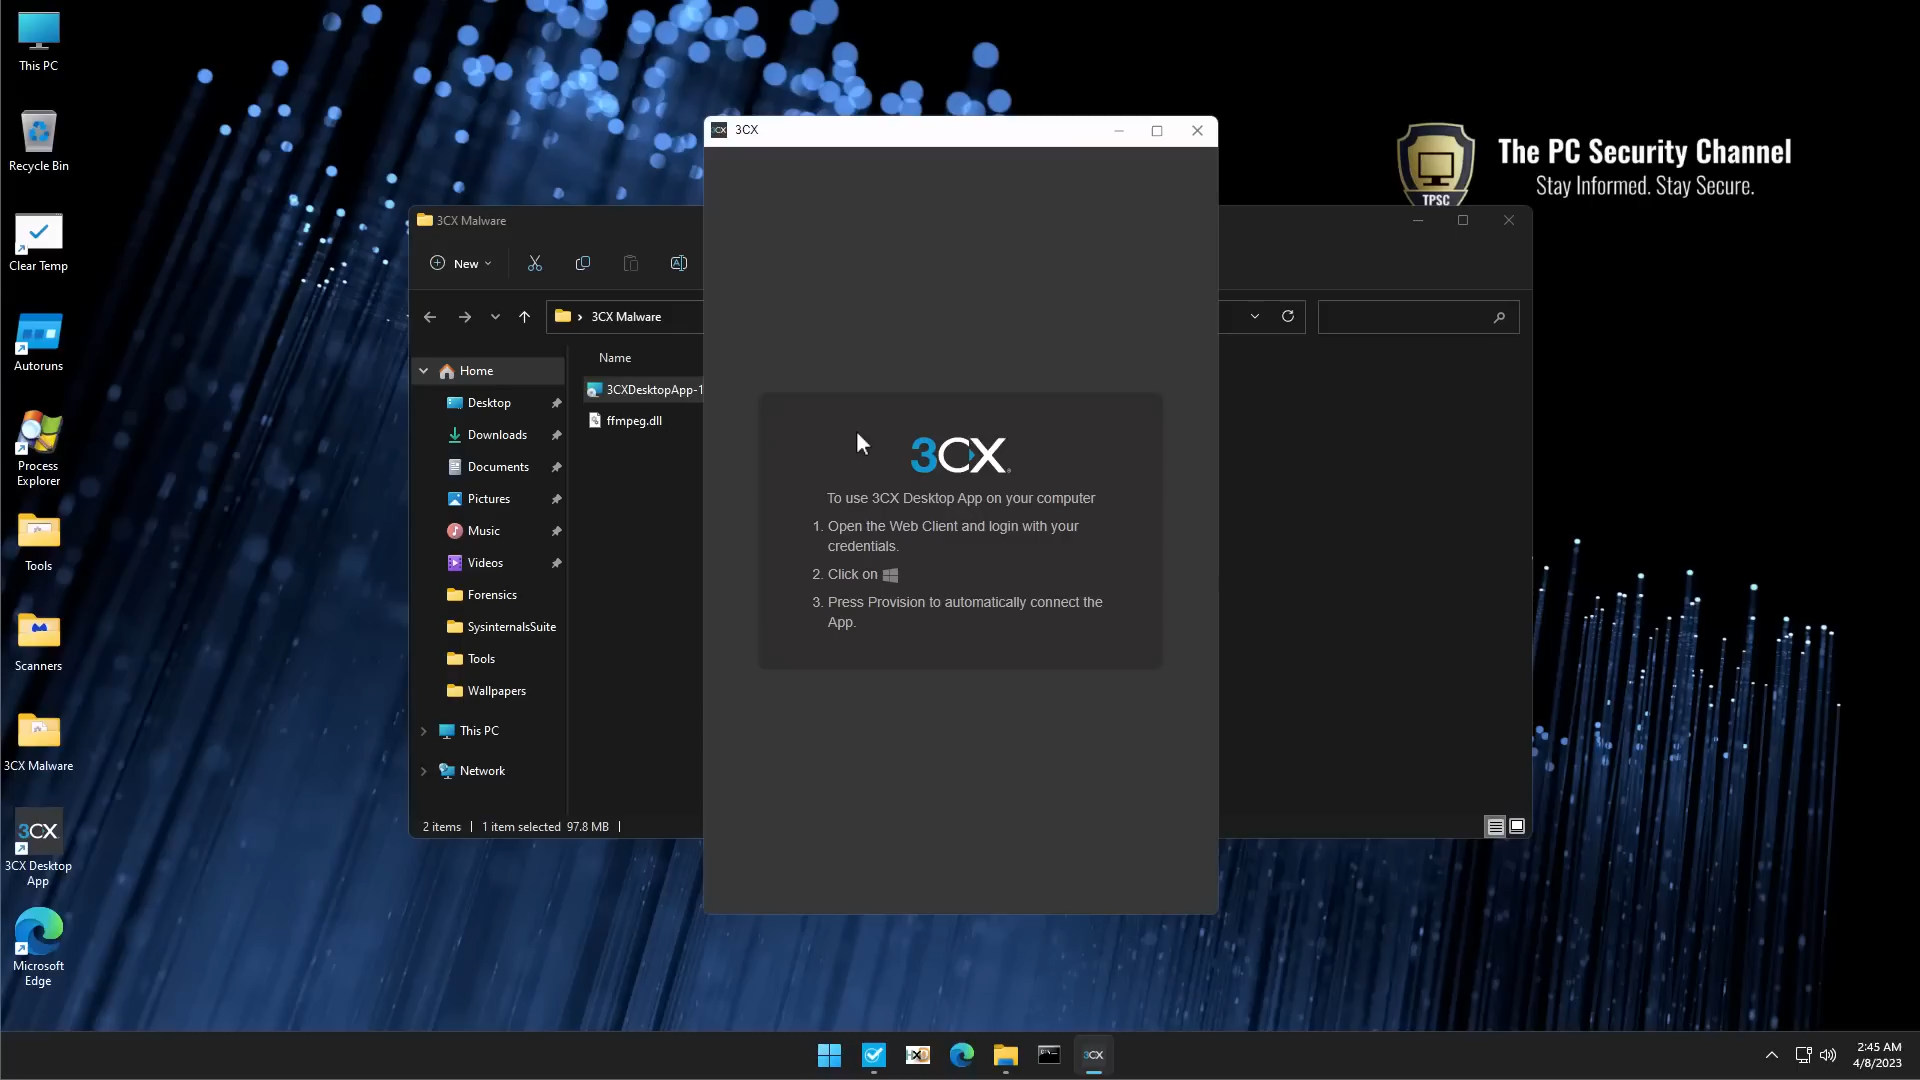 This PC
Recycle Bin
Clear Temp
Autoruns
Process
Explorer
Tools
Scanners
3CX Malware
3CX
3CX Desktop
App
Microsoft
Edge
The PC Security Channel
Stay Informed. Stay Secure.
TPSC
3CX Malware
New
3CX Malware
Name
3CXDesktopApp-1
ffmpeg.dll
Home
Desktop
Downloads
Documents
Pictures
Music
Videos
Forensics
SysinternalsSuite
Tools
Wallpapers
This PC
Network
2 items
1 item selected 97.8 MB
3CX
3CX
3CX
To use 3CX Desktop App on your computer
1. Open the Web Client and login with your
credentials.
2. Click on
3. Press Provision to automatically connect the
App.
HXD
3CX
2:45 AM
4/8/2023